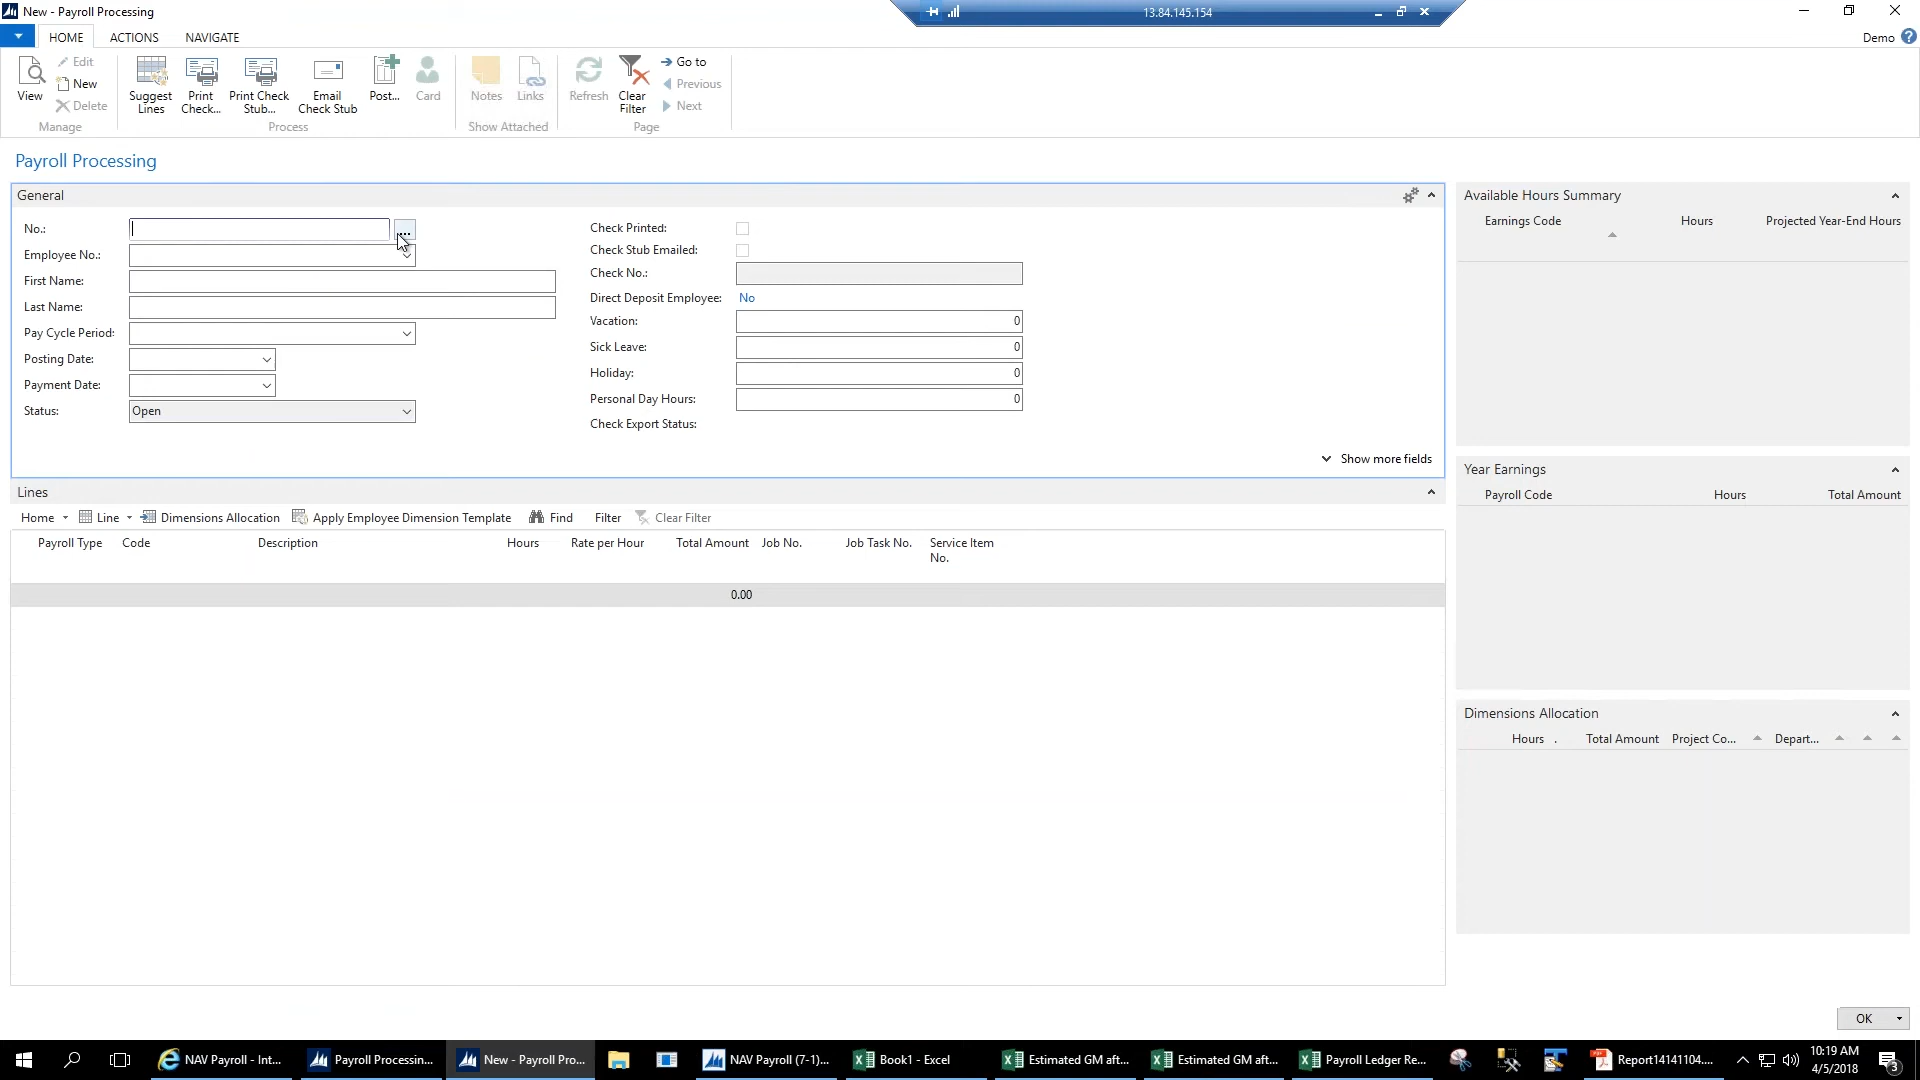 New - Payroll Processing
13.84.145.154
HOME ACTIONS NAVIGATE
Demo
View
Edit
New
Delete
Manage
Suggest Lines
Print Check...
Print Check Stub...
Email Check Stub
Post...
Card
Process
Notes
Links
Show Attached
Refresh
Clear Filter
Go to
Previous
Next
Page
Payroll Processing
General
No.:
...
Employee No.:
First Name:
Last Name:
Pay Cycle Period:
Posting Date:
Payment Date:
Status: Open
Check Printed:
Check Stub Emailed:
Check No.:
Direct Deposit Employee: No
Vacation: 0
Sick Leave: 0
Holiday: 0
Personal Day Hours: 0
Check Export Status:
Show more fields
Lines
Home Line Dimensions Allocation Apply Employee Dimension Template Find Filter Clear Filter
Payroll Type Code Description Hours Rate per Hour Total Amount Job No. Job Task No. Service Item No.
0.00
Available Hours Summary
Earnings Code Hours Projected Year-End Hours
Year Earnings
Payroll Code Hours Total Amount
Dimensions Allocation
Hours . Total Amount Project Co... Depart...
OK
NAV Payroll - Int...
Payroll Processin...
New - Payroll Pro...
NAV Payroll (7-1)...
Book1 - Excel
Estimated GM aft...
Estimated GM aft...
Payroll Ledger Re...
Report14141104....
10:19 AM
4/5/2018
3